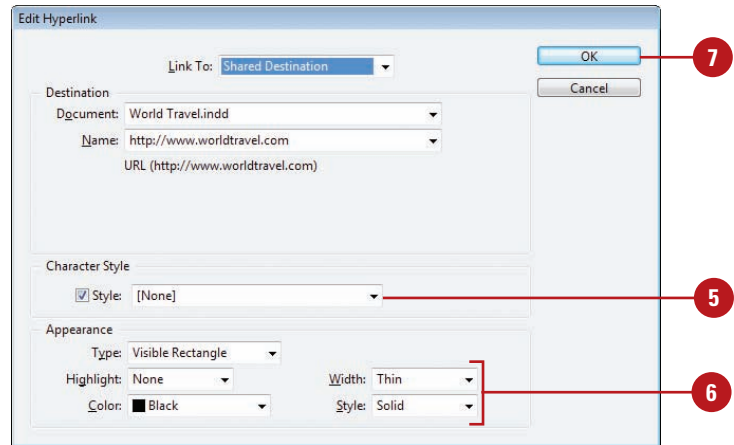 Edit Hyperlink
Link To: Shared Destination
OK
7
Cancel
Destination
Document: World Travel.indd
Name: http://www.worldtravel.com
URL (http://www.worldtravel.com)
Character Style
Style: [None]
5
Appearance
Type: Visible Rectangle
Highlight: None Width: Thin
6
Color: Black Style: Solid